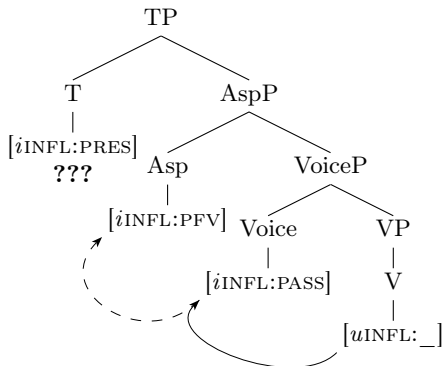 TP
T AspP
[iINFL:PRES]
??? Asp VoiceP
[iINFL:PFV] Voice VP
[iINFL:PASS] V
[uINFL:_]